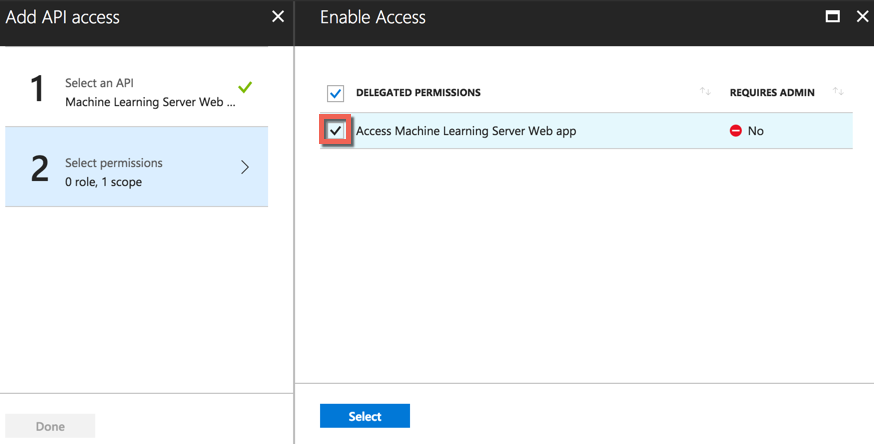 Add API access
Enable Access
1
Select an API
Machine Learning Server Web ...
DELEGATED PERMISSIONS
REQUIRES ADMIN
Access Machine Learning Server Web app
No
2
Select permissions
0 role, 1 scope
Done
Select